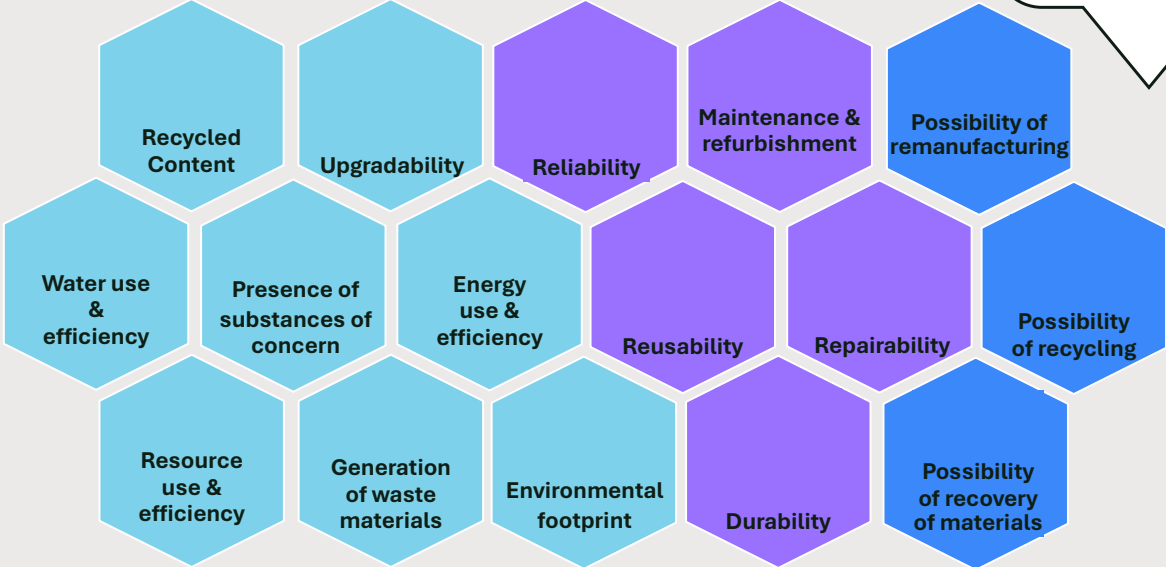 Recycled
Content
Upgradability
Reliability
Maintenance &
refurbishment
Possibility of
remanufacturing
Water use
&
efficiency
Presence of
substances of
concern
Energy
use &
efficiency
Reusability
Repairability
Possibility
of recycling
Resource
use &
efficiency
Generation
of waste
materials
Environmental
footprint
Durability
Possibility
of recovery
of materials